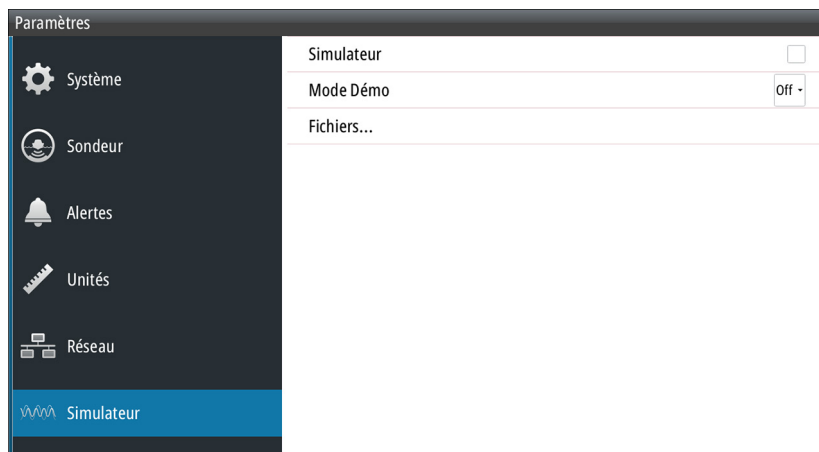 Paramètres
Système
Sondeur
Alertes
Unités
Réseau
Simulateur
Simulateur
Mode Démo
Off
Fichiers...